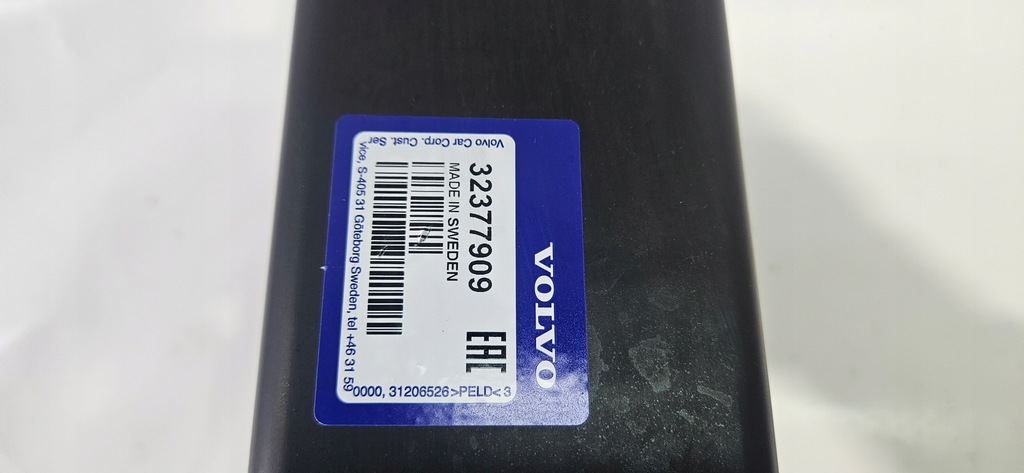 VOLVO
32377909
MADE IN SWEDEN
EAC
Volvo Car Corp. Cust. Ser
vice, S-405 31 Göteborg Sweden, tel +46 31 59
0000, 31206526 >PELD< 3